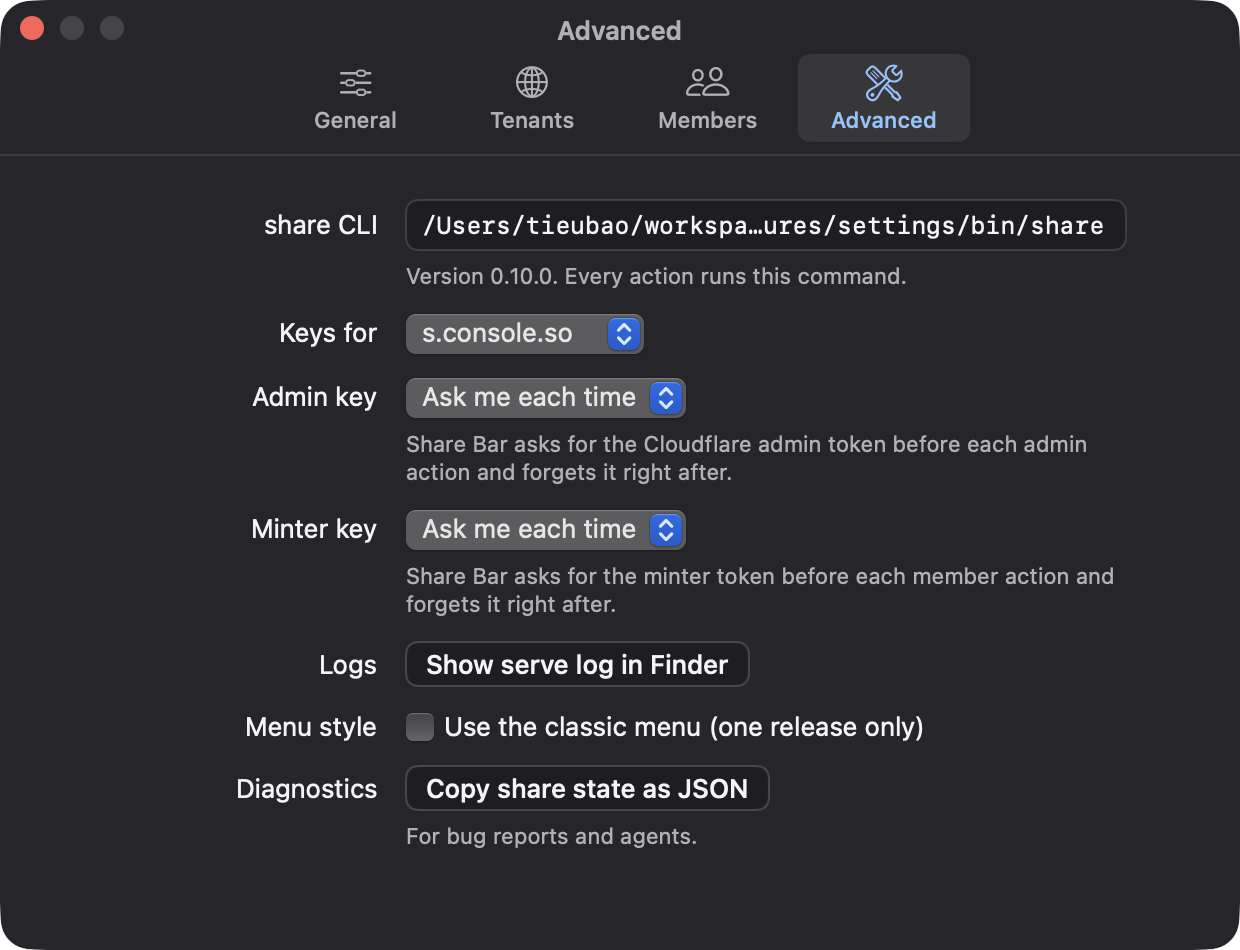 Advanced
General
Tenants
Members
Advanced
share CLI
/Users/tieubao/workspa…ures/settings/bin/share
Version 0.10.0. Every action runs this command.
Keys for
s.console.so
Admin key
Ask me each time
Share Bar asks for the Cloudflare admin token before each admin
action and forgets it right after.
Minter key
Ask me each time
Share Bar asks for the minter token before each member action and
forgets it right after.
Logs
Show serve log in Finder
Menu style
Use the classic menu (one release only)
Diagnostics
Copy share state as JSON
For bug reports and agents.